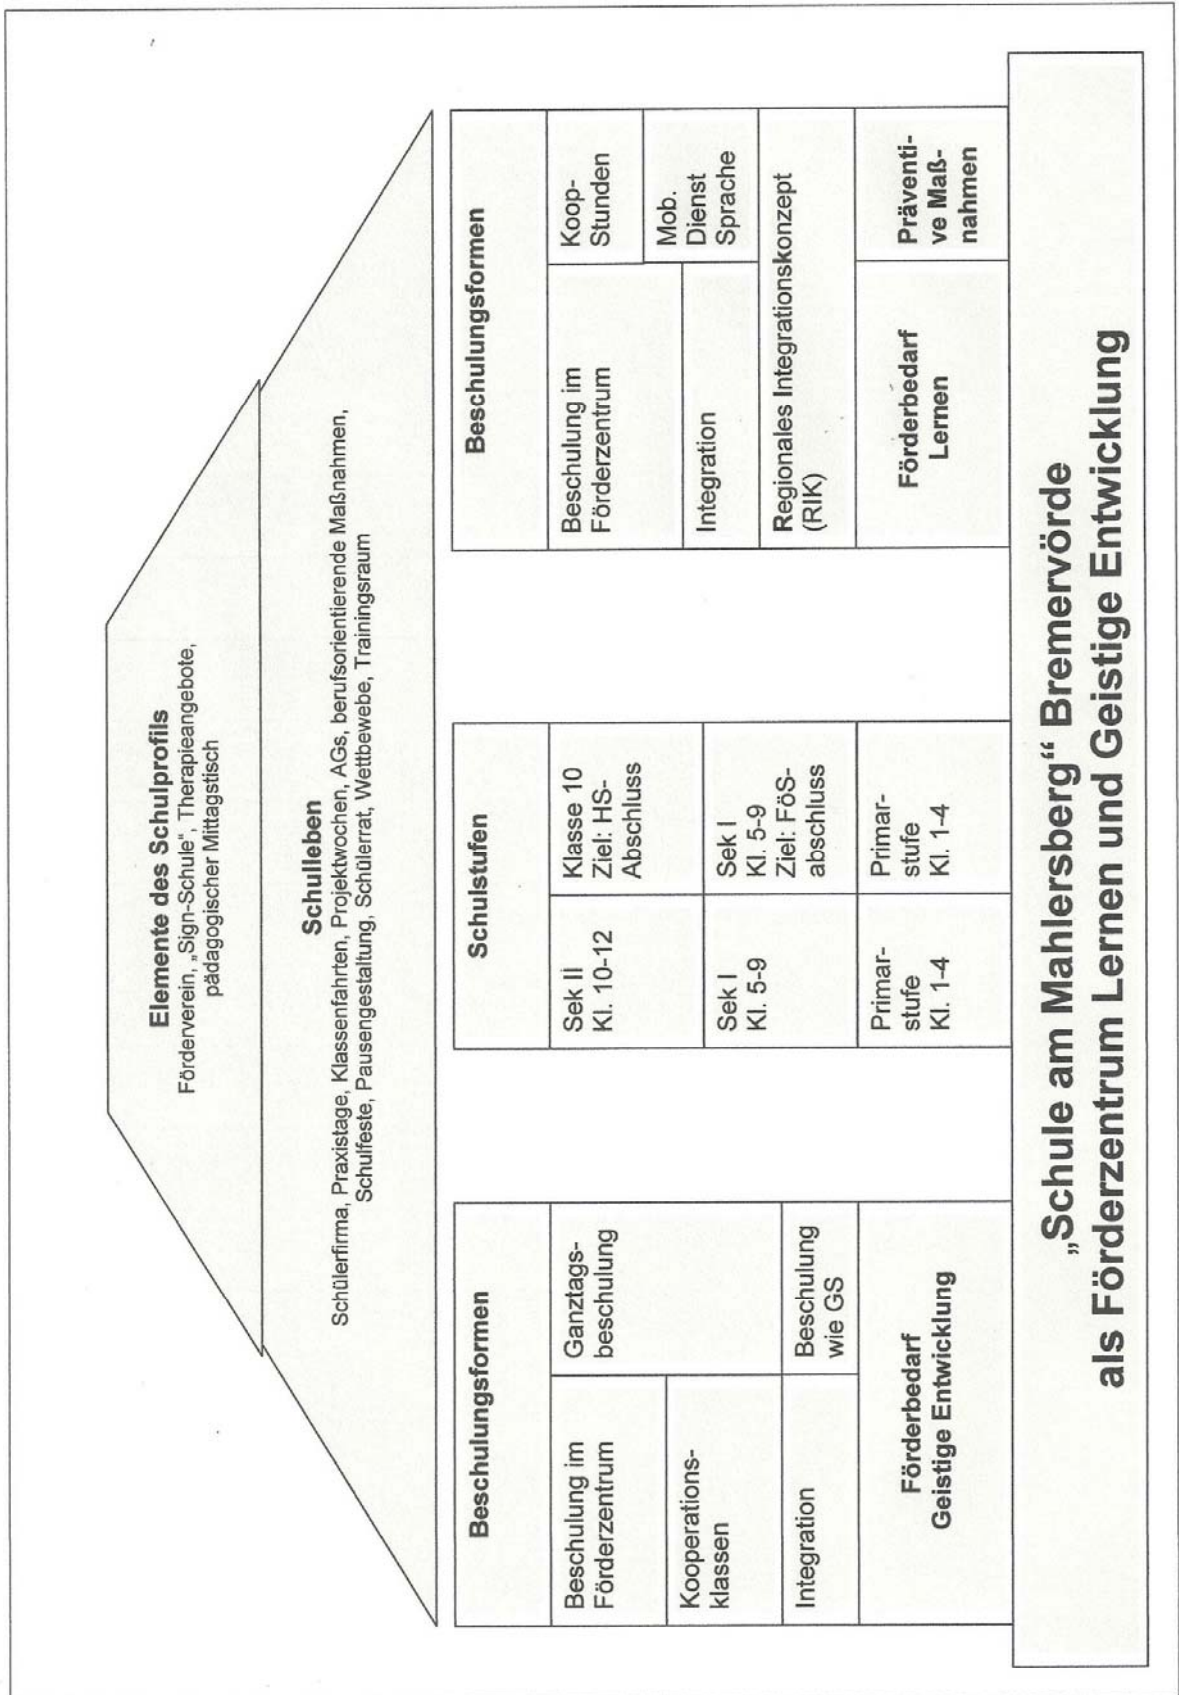 Elemente des Schulprofils
Förderverein, „Sign-Schule", Therapieangebote,
pädagogischer Mittagstisch
Schulleben
Schülerfirma, Praxistage, Klassenfahrten, Projektwochen, AGs, berufsorientierende Maßnahmen,
Schulfeste, Pausengestaltung, Schülerrat, Wettbewebe, Trainingsraum
Beschulungsformen
Beschulung im
Förderzentrum
Ganztags-
beschulung
Kooperations-
klassen
Integration
Beschulung
wie GS
Förderbedarf
Geistige Entwicklung
Schulstufen
Sek II
Kl. 10-12
Klasse 10
Ziel: HS-
Abschluss
Sek I
Kl. 5-9
Sek I
Kl. 5-9
Ziel: FöS-
abschluss
Primar-
stufe
Kl. 1-4
Primar-
stufe
Kl. 1-4
Beschulungsformen
Beschulung im
Förderzentrum
Koop-
Stunden
Integration
Mob.
Dienst
Sprache
Regionales Integrationskonzept
(RIK)
Förderbedarf
Lernen
Präventi-
ve Maß-
nahmen
„Schule am Mahlersberg" Bremervörde
als Förderzentrum Lernen und Geistige Entwicklung